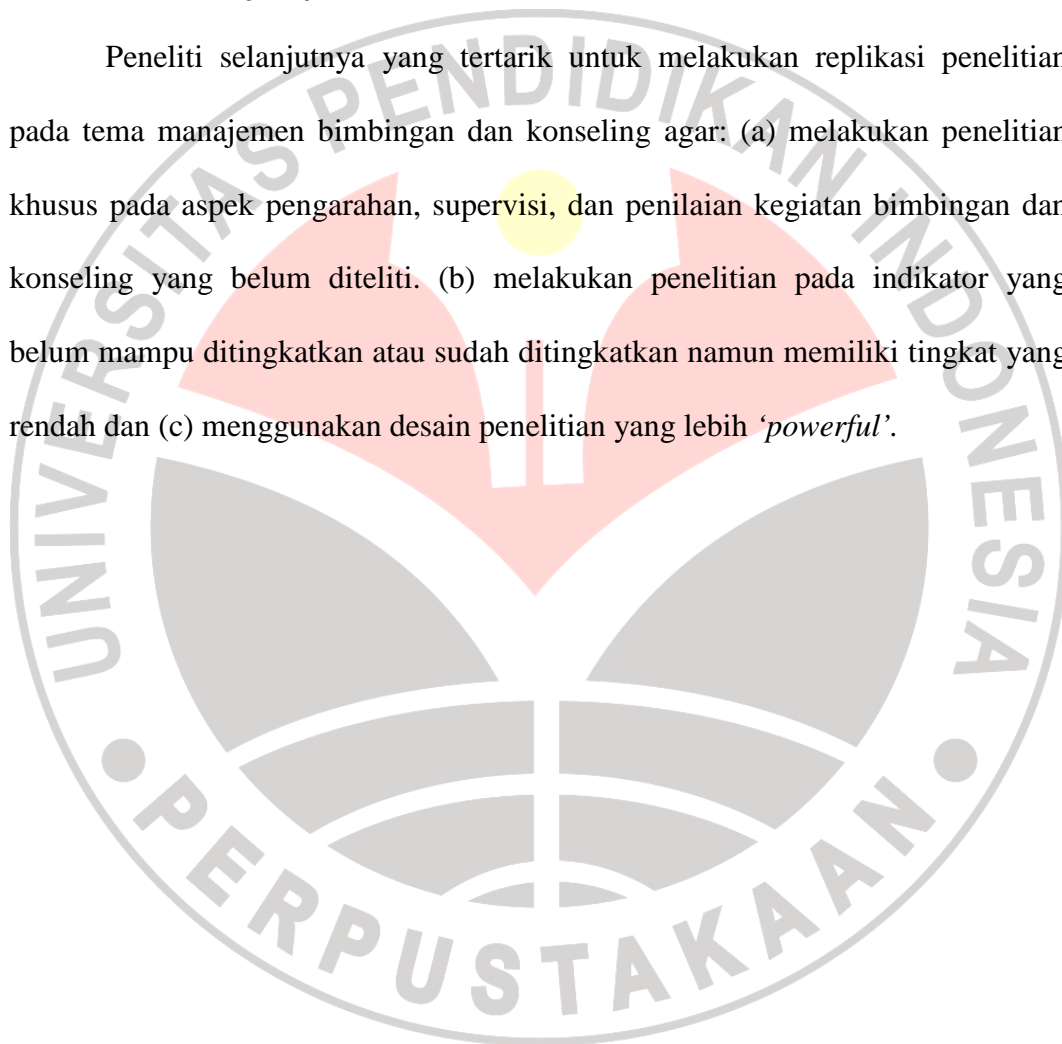 Peneliti selanjutnya yang tertarik untuk melakukan replikasi penelitian
pada tema manajemen bimbingan dan konseling agar: (a) melakukan penelitian
khusus pada aspek pengarahan, supervisi, dan penilaian kegiatan bimbingan dan
konseling yang belum diteliti. (b) melakukan penelitian pada indikator yang
belum mampu ditingkatkan atau sudah ditingkatkan namun memiliki tingkat yang
rendah dan (c) menggunakan desain penelitian yang lebih ‘powerful’.
UNIVERSITAS PENDIDIKAN INDONESIA
PERPUSTAKAAN